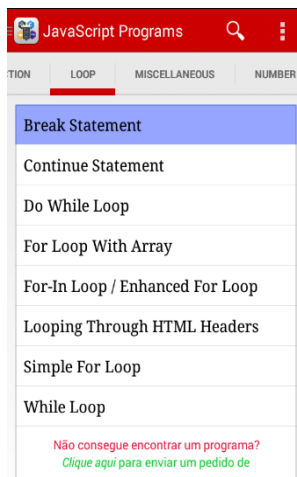 JavaScript Programs
TION LOOP MISCELLANEOUS NUMBER
Break Statement
Continue Statement
Do While Loop
For Loop With Array
For-In Loop / Enhanced For Loop
Looping Through HTML Headers
Simple For Loop
While Loop
Não consegue encontrar um programa?
Clique aqui para enviar um pedido de